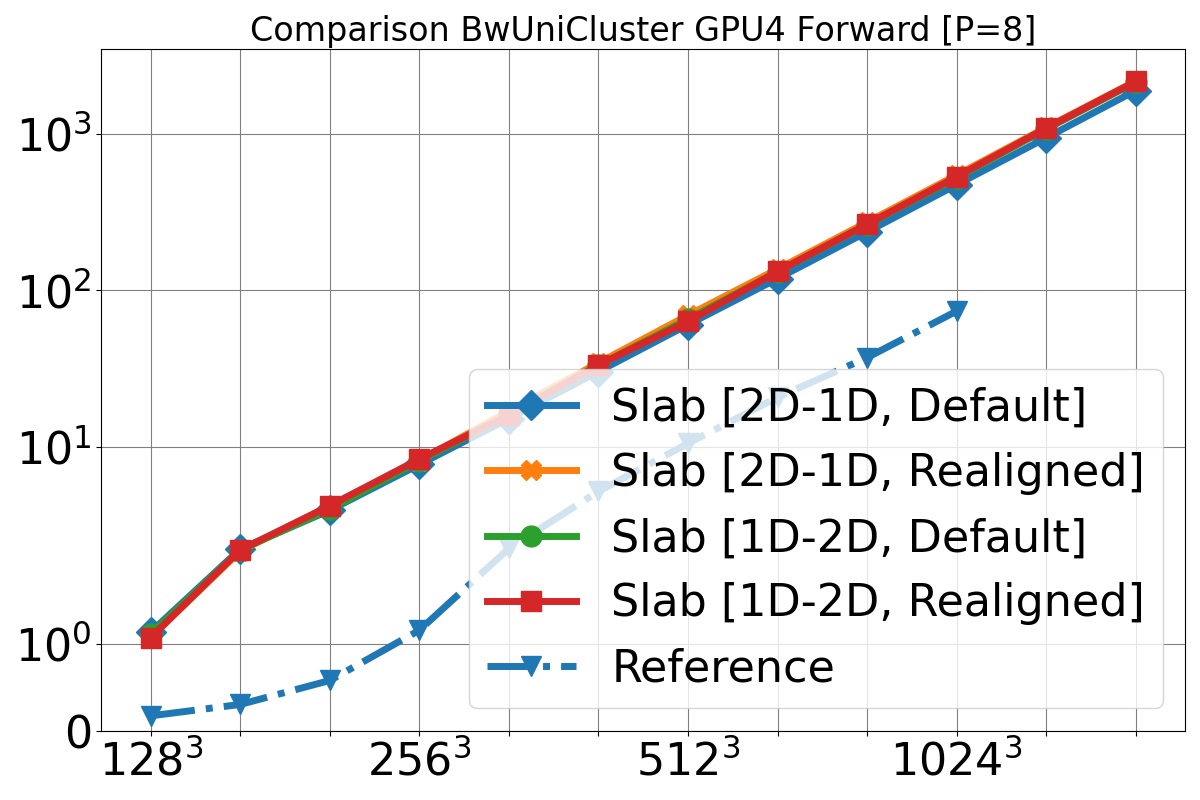 Comparison BwUniCluster GPU4 Forward [P=8]
10³
10²
10¹
10⁰
0
128³ 256³ 512³ 1024³
Slab [2D-1D, Default]
Slab [2D-1D, Realigned]
Slab [1D-2D, Default]
Slab [1D-2D, Realigned]
Reference